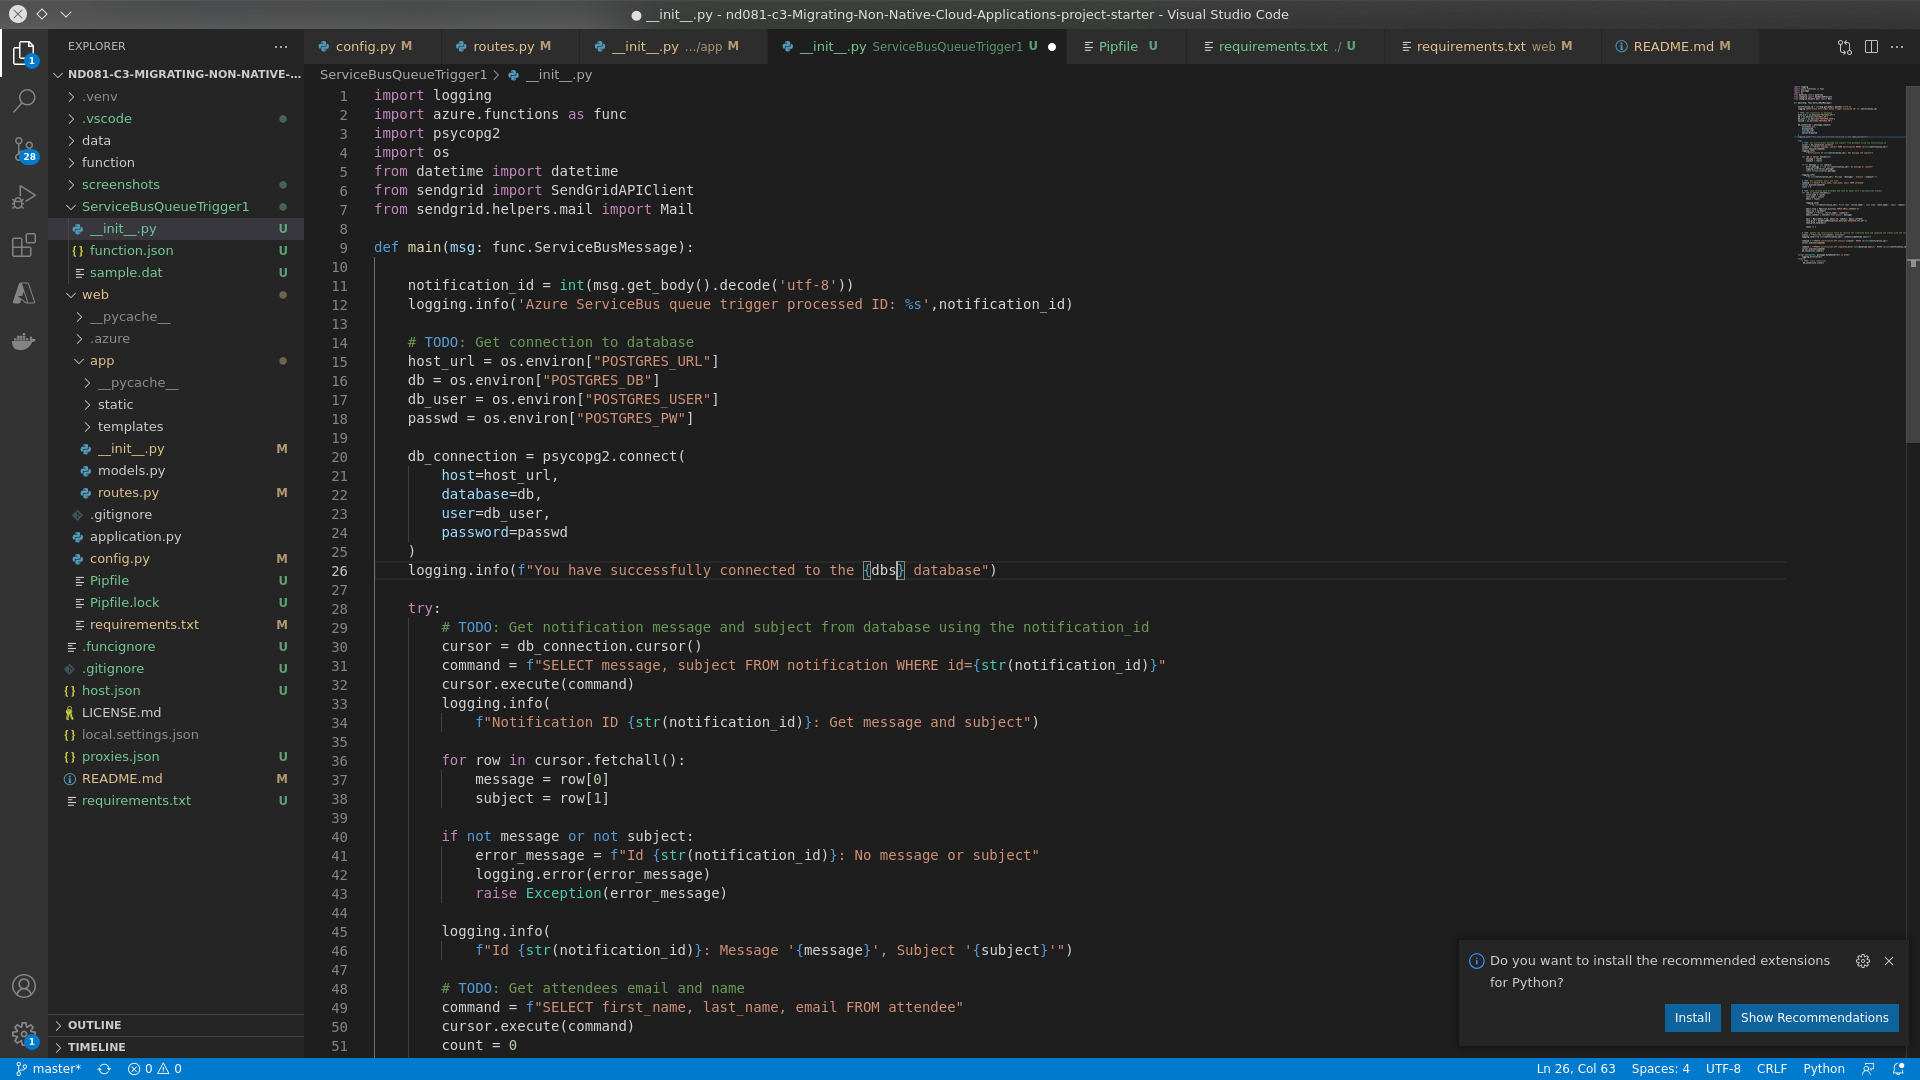 ● __init__.py - nd081-c3-Migrating-Non-Native-Cloud-Applications-project-starter - Visual Studio Code
EXPLORER
config.py M
routes.py M
__init__.py .../app M
__init__.py ServiceBusQueueTrigger1 U
Pipfile U
requirements.txt ./ U
requirements.txt web M
README.md M
ServiceBusQueueTrigger1 > __init__.py
ND081-C3-MIGRATING-NON-NATIVE-...
.venv
.vscode
data
function
screenshots
ServiceBusQueueTrigger1
__init__.py U
function.json U
sample.dat U
web
__pycache__
.azure
app
__pycache__
static
templates
__init__.py M
models.py
routes.py M
.gitignore
application.py
config.py M
Pipfile U
Pipfile.lock U
requirements.txt M
.funcignore U
.gitignore U
host.json U
LICENSE.md
local.settings.json
proxies.json U
README.md M
requirements.txt U
OUTLINE
TIMELINE
1
28
1
1 import logging
2 import azure.functions as func
3 import psycopg2
4 import os
5 from datetime import datetime
6 from sendgrid import SendGridAPIClient
7 from sendgrid.helpers.mail import Mail
8
9 def main(msg: func.ServiceBusMessage):
10
11 notification_id = int(msg.get_body().decode('utf-8'))
12 logging.info('Azure ServiceBus queue trigger processed ID: %s',notification_id)
13
14 # TODO: Get connection to database
15 host_url = os.environ["POSTGRES_URL"]
16 db = os.environ["POSTGRES_DB"]
17 db_user = os.environ["POSTGRES_USER"]
18 passwd = os.environ["POSTGRES_PW"]
19
20 db_connection = psycopg2.connect(
21 host=host_url,
22 database=db,
23 user=db_user,
24 password=passwd
25 )
26 logging.info(f"You have successfully connected to the {dbs} database")
27
28 try:
29 # TODO: Get notification message and subject from database using the notification_id
30 cursor = db_connection.cursor()
31 command = f"SELECT message, subject FROM notification WHERE id={str(notification_id)}"
32 cursor.execute(command)
33 logging.info(
34 f"Notification ID {str(notification_id)}: Get message and subject")
35
36 for row in cursor.fetchall():
37 message = row[0]
38 subject = row[1]
39
40 if not message or not subject:
41 error_message = f"Id {str(notification_id)}: No message or subject"
42 logging.error(error_message)
43 raise Exception(error_message)
44
45 logging.info(
46 f"Id {str(notification_id)}: Message '{message}', Subject '{subject}'")
47
48 # TODO: Get attendees email and name
49 command = f"SELECT first_name, last_name, email FROM attendee"
50 cursor.execute(command)
51 count = 0
Do you want to install the recommended extensions
for Python?
Install
Show Recommendations
master* 0 0 Ln 26, Col 63 Spaces: 4 UTF-8 CRLF Python